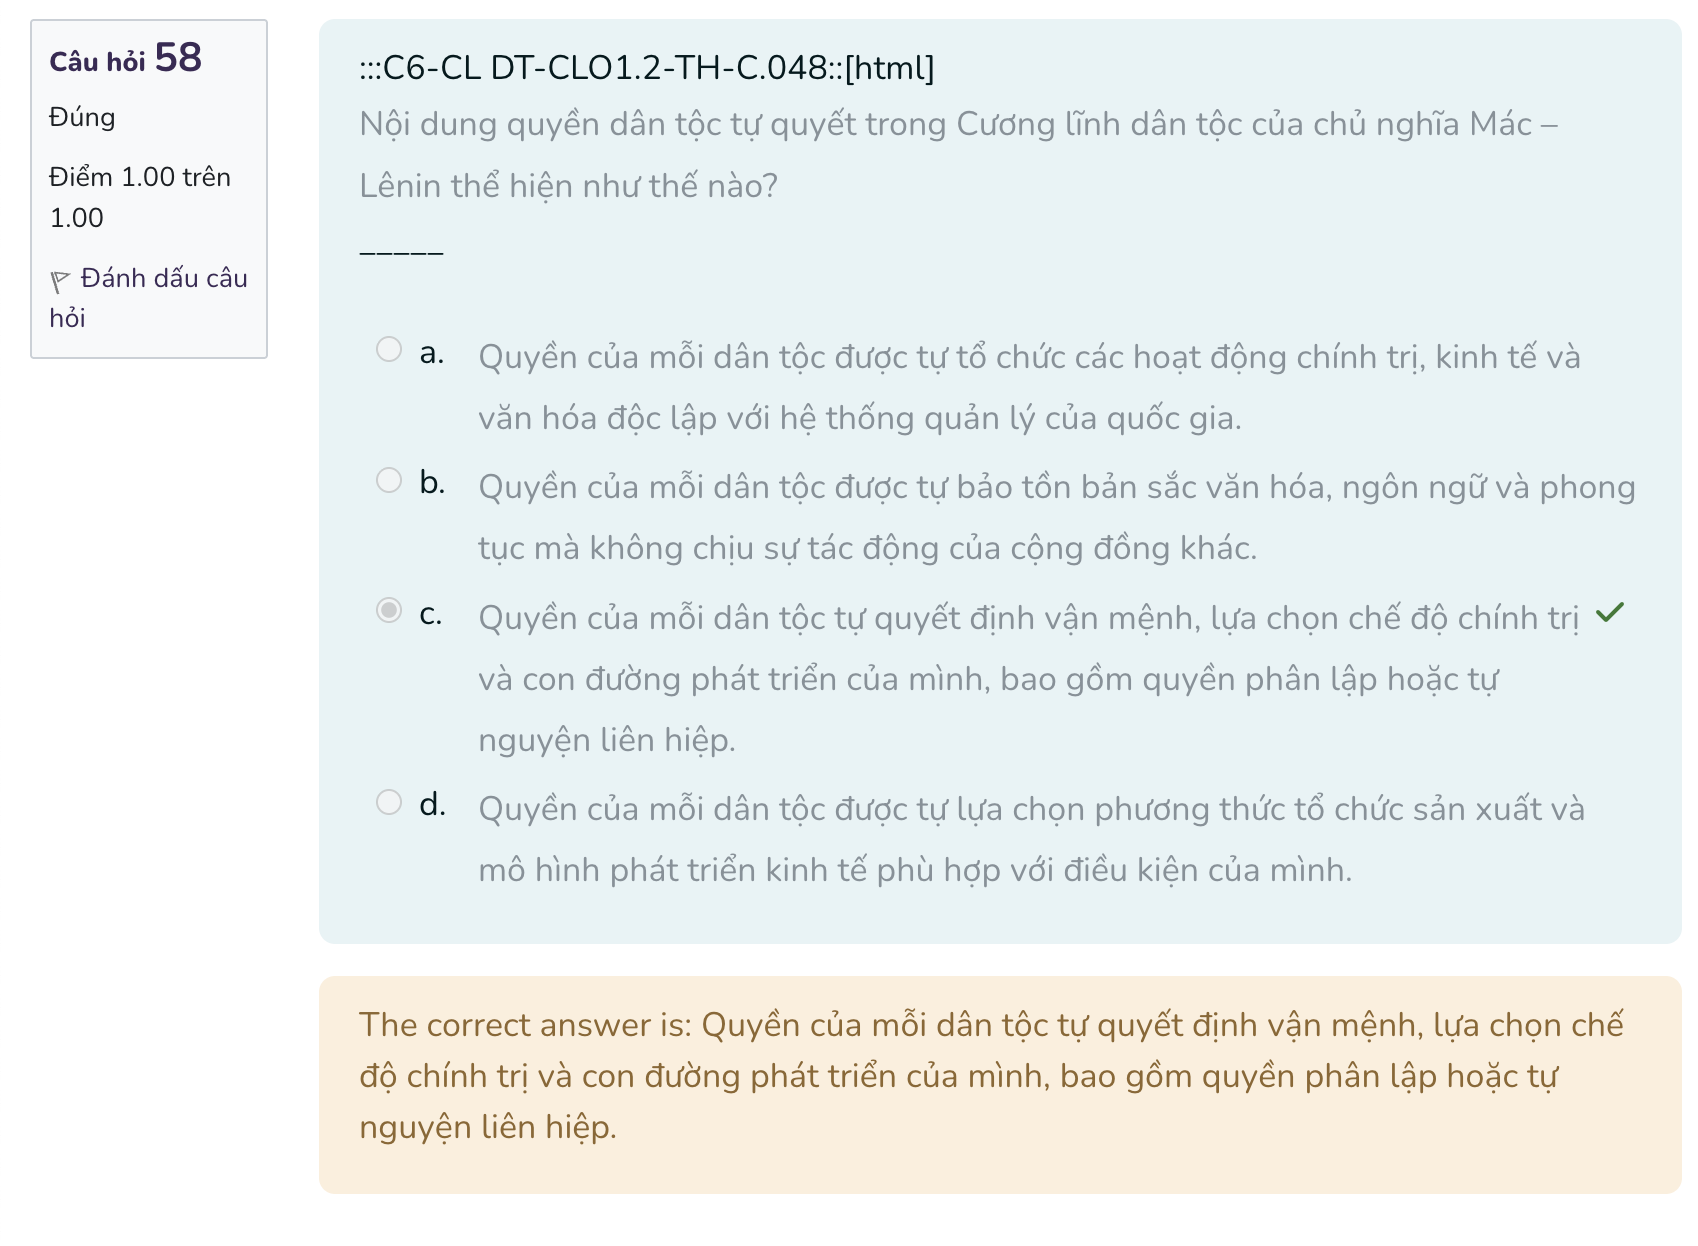 Câu hỏi 58
Đúng
Điểm 1.00 trên
1.00
Đánh dấu câu
hỏi
:::C6-CL DT-CLO1.2-TH-C.048::[html]
Nội dung quyền dân tộc tự quyết trong Cương lĩnh dân tộc của chủ nghĩa Mác –
Lênin thể hiện như thế nào?
_____
a. Quyền của mỗi dân tộc được tự tổ chức các hoạt động chính trị, kinh tế và
văn hóa độc lập với hệ thống quản lý của quốc gia.
b. Quyền của mỗi dân tộc được tự bảo tồn bản sắc văn hóa, ngôn ngữ và phong
tục mà không chịu sự tác động của cộng đồng khác.
c. Quyền của mỗi dân tộc tự quyết định vận mệnh, lựa chọn chế độ chính trị
và con đường phát triển của mình, bao gồm quyền phân lập hoặc tự
nguyện liên hiệp.
d. Quyền của mỗi dân tộc được tự lựa chọn phương thức tổ chức sản xuất và
mô hình phát triển kinh tế phù hợp với điều kiện của mình.
The correct answer is: Quyền của mỗi dân tộc tự quyết định vận mệnh, lựa chọn chế
độ chính trị và con đường phát triển của mình, bao gồm quyền phân lập hoặc tự
nguyện liên hiệp.